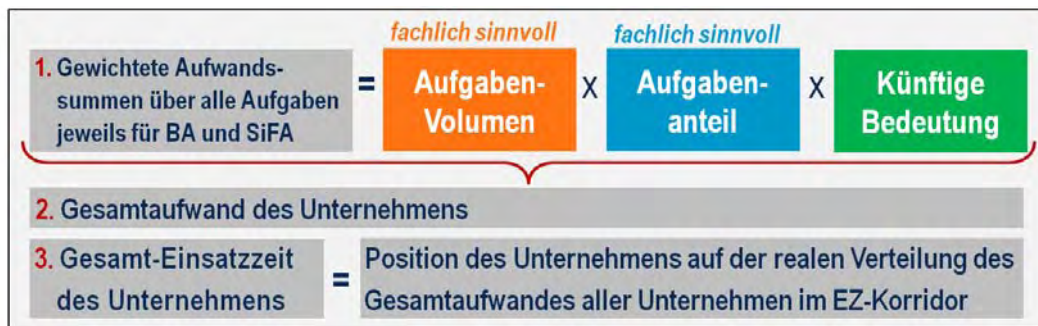 fachlich sinnvoll
fachlich sinnvoll
1. Gewichtete Aufwands-
summen über alle Aufgaben
jeweils für BA und SiFA
=
Aufgaben-
Volumen
x
Aufgaben-
anteil
x
Künftige
Bedeutung
2. Gesamtaufwand des Unternehmens
3. Gesamt-Einsatzzeit
des Unternehmens
=
Position des Unternehmens auf der realen Verteilung des
Gesamtaufwandes aller Unternehmen im EZ-Korridor